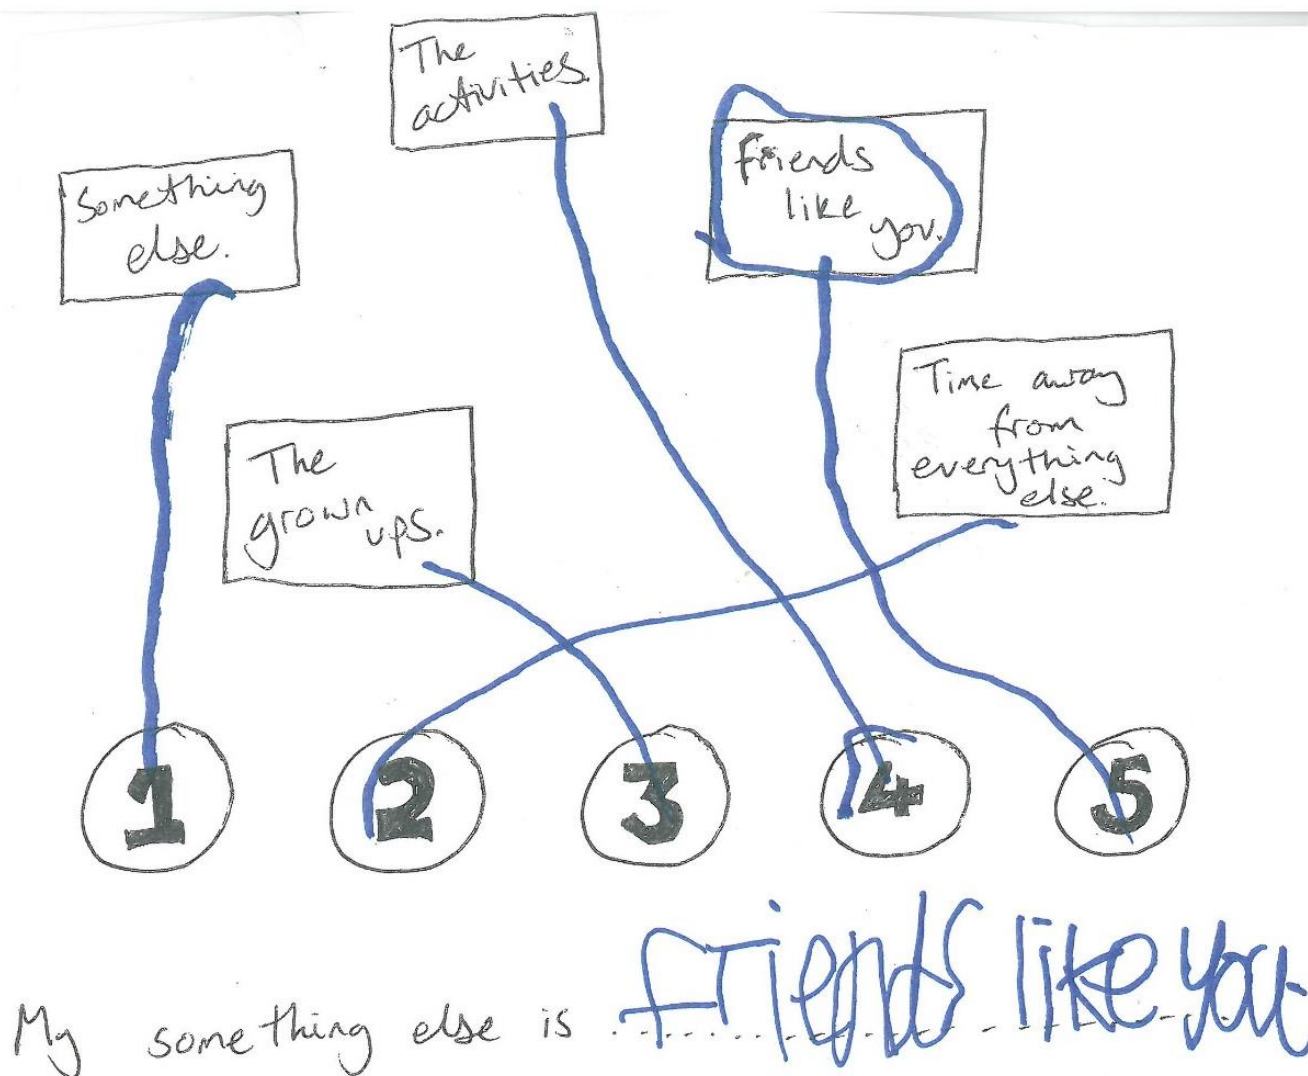 The
activities.
friends
like
you.
Something
else.
Time away
from
everything
else.
The
grown
ups.
1 2 3 4 5
My something else is friends like you